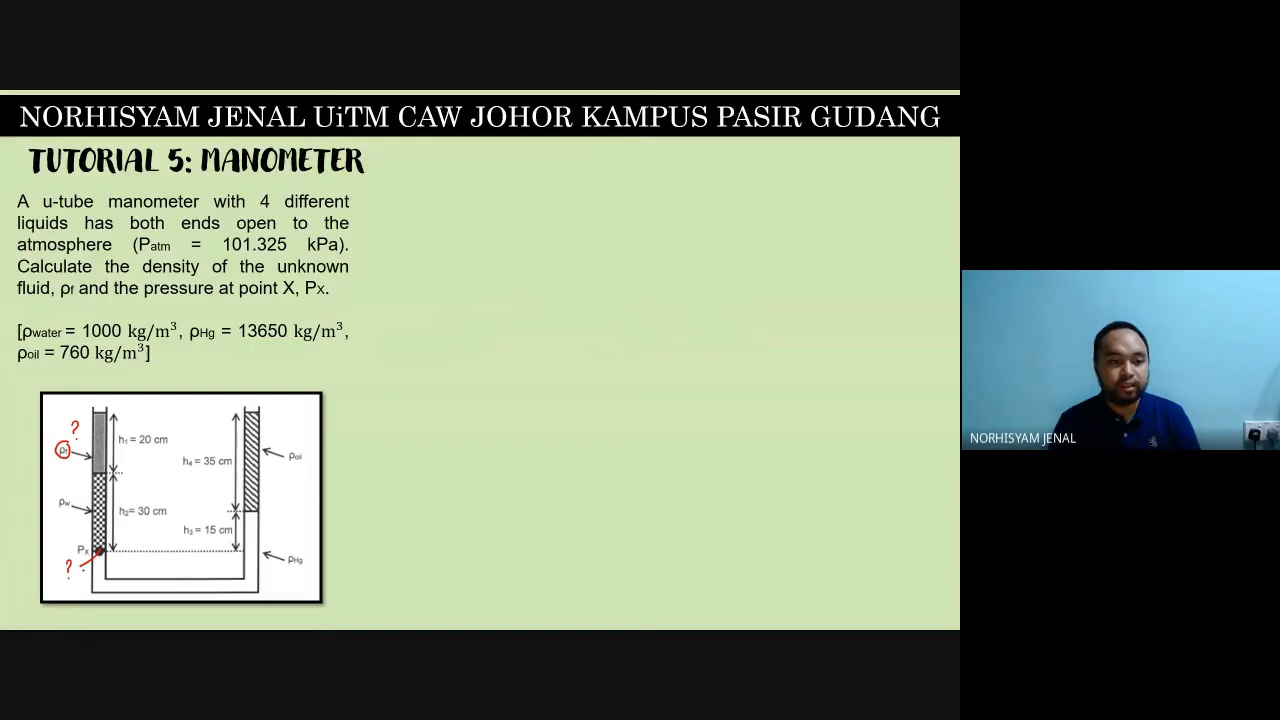 NORHISYAM JENAL UiTM CAW JOHOR KAMPUS PASIR GUDANG
TUTORIAL 5: MANOMETER
A u-tube manometer with 4 different
liquids has both ends open to the
atmosphere (Patm = 101.325 kPa).
Calculate the density of the unknown
fluid, ρf and the pressure at point X, Px.
[ρwater = 1000 kg/m³, ρHg = 13650 kg/m³,
ρoil = 760 kg/m³]
?
ρf
h₁ = 20 cm
h₄ = 35 cm
ρoil
ρw
h₂= 30 cm
h₃ = 15 cm
Px
ρHg
?
NORHISYAM JENAL